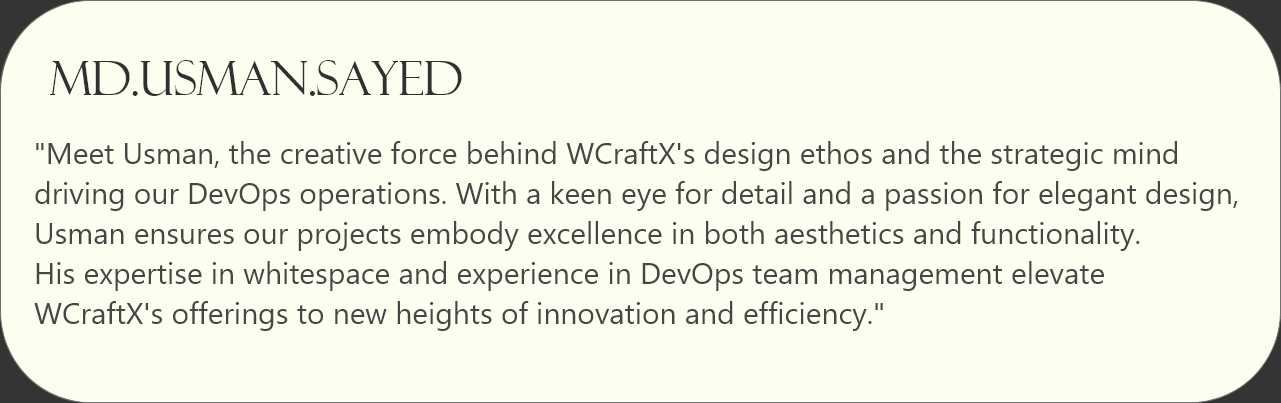 MD.USMAN.SAYED
"Meet Usman, the creative force behind WCraftX's design ethos and the strategic mind
driving our DevOps operations. With a keen eye for detail and a passion for elegant design,
Usman ensures our projects embody excellence in both aesthetics and functionality.
His expertise in whitespace and experience in DevOps team management elevate
WCraftX's offerings to new heights of innovation and efficiency."